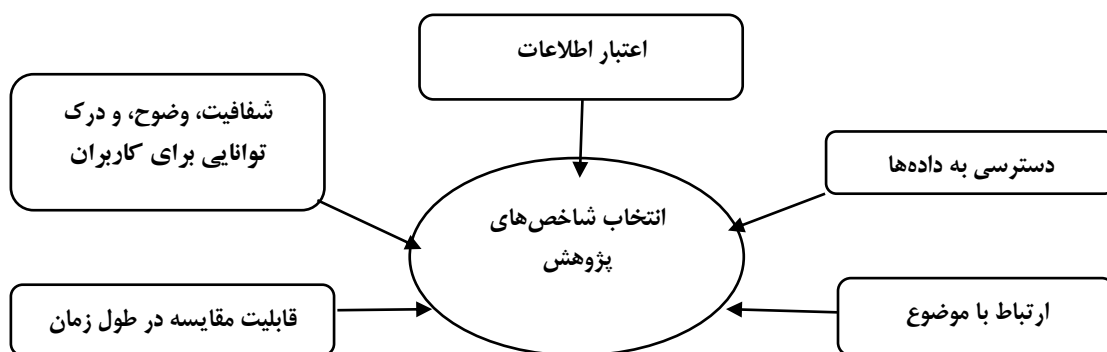 اعتبار اطلاعات
شفافیت، وضوح، و درک
توانایی برای کاربران
دسترسی به داده‌ها
انتخاب شاخص‌های
پژوهش
ارتباط با موضوع
قابلیت مقایسه در طول زمان